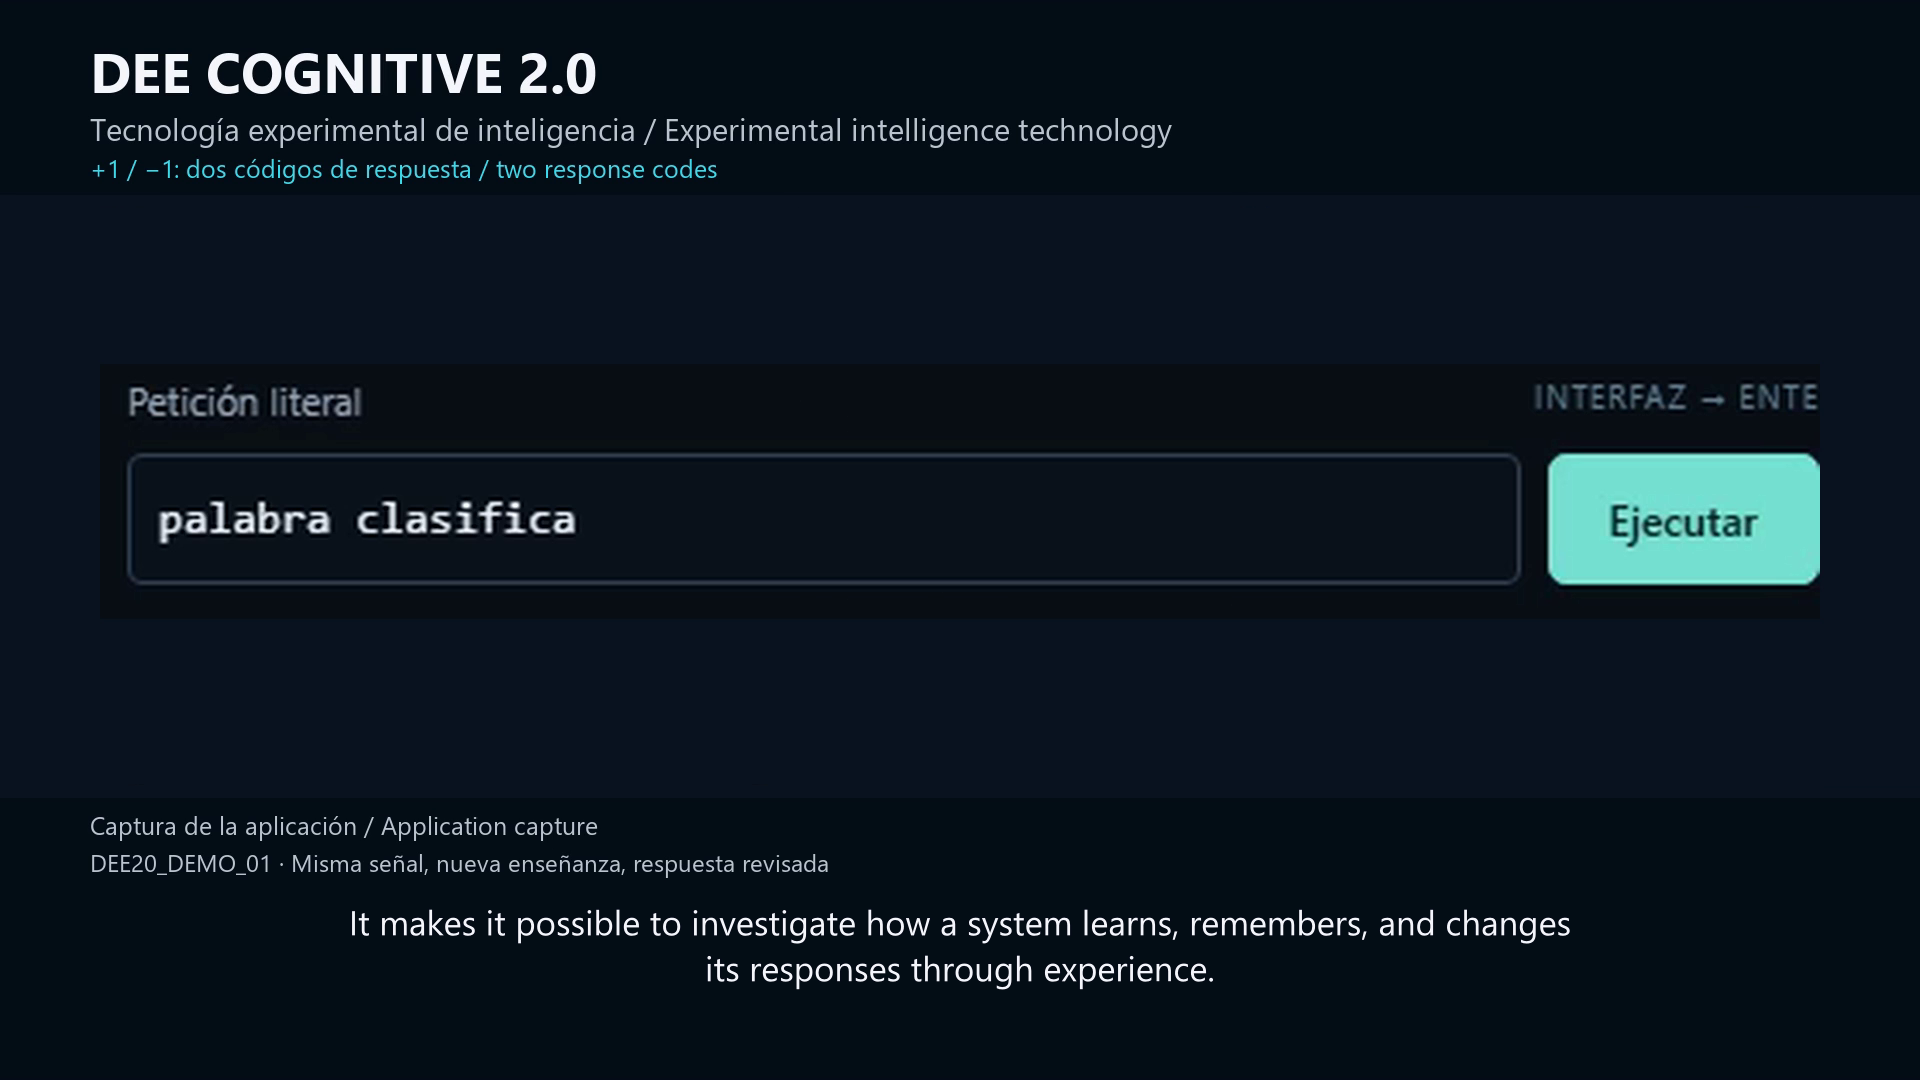 DEE COGNITIVE 2.0
Tecnología experimental de inteligencia / Experimental intelligence technology
+1 / −1: dos códigos de respuesta / two response codes
Petición literal
INTERFAZ → ENTE
palabra clasifica
Ejecutar
Captura de la aplicación / Application capture
DEE20_DEMO_01 · Misma señal, nueva enseñanza, respuesta revisada
It makes it possible to investigate how a system learns, remembers, and changes
its responses through experience.